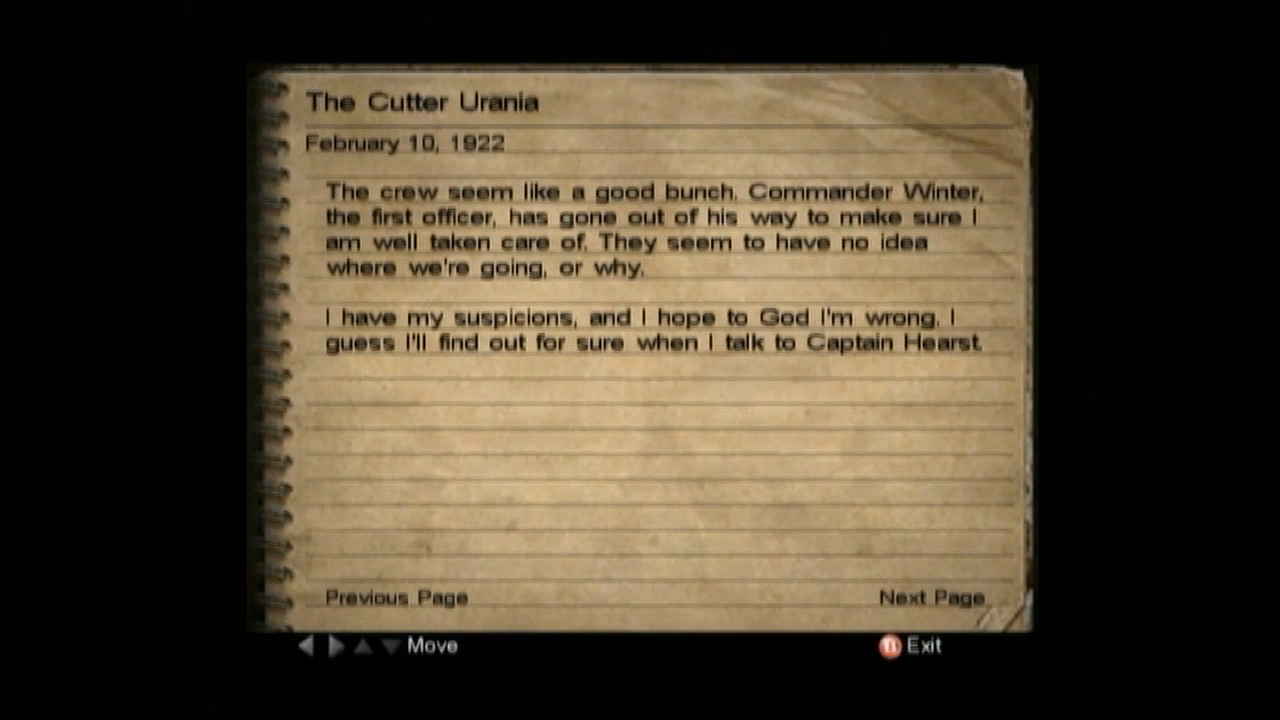 The Cutter Urania
February 10, 1922
The crew seem like a good bunch. Commander Winter,
the first officer, has gone out of his way to make sure I
am well taken care of. They seem to have no idea
where we're going, or why.
I have my suspicions, and I hope to God I'm wrong. I
guess I'll find out for sure when I talk to Captain Hearst.
Previous Page
Next Page
Move
B Exit